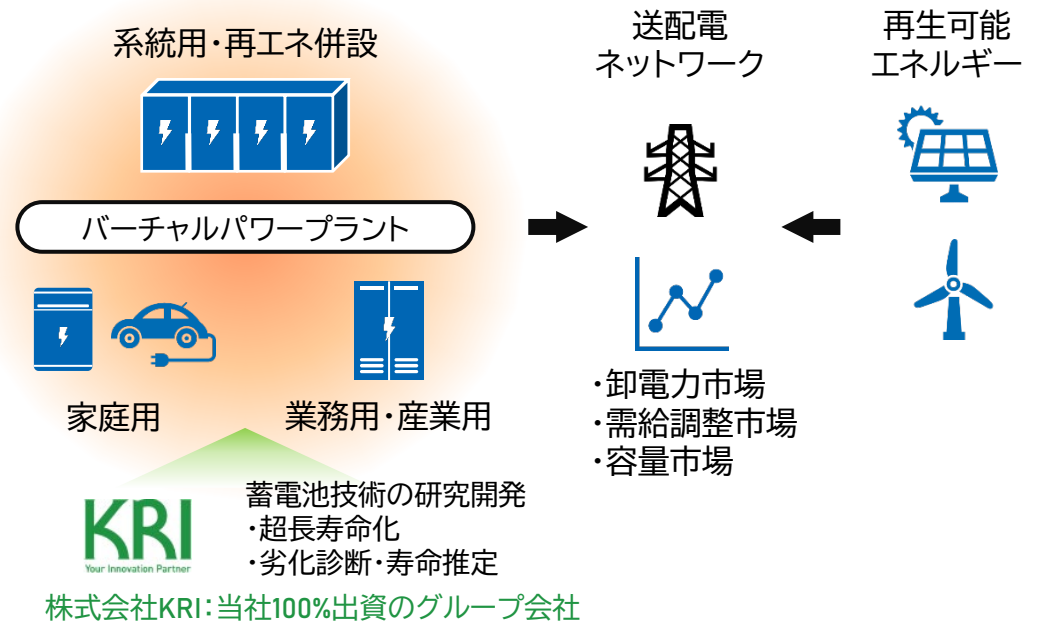 系統用・再エネ併設
バーチャルパワープラント
家庭用
業務用・産業用
送配電
ネットワーク
・卸電力市場
・需給調整市場
・容量市場
再生可能
エネルギー
KRI
Your Innovation Partner
蓄電池技術の研究開発
・超長寿命化
・劣化診断・寿命推定
株式会社KRI：当社100%出資のグループ会社